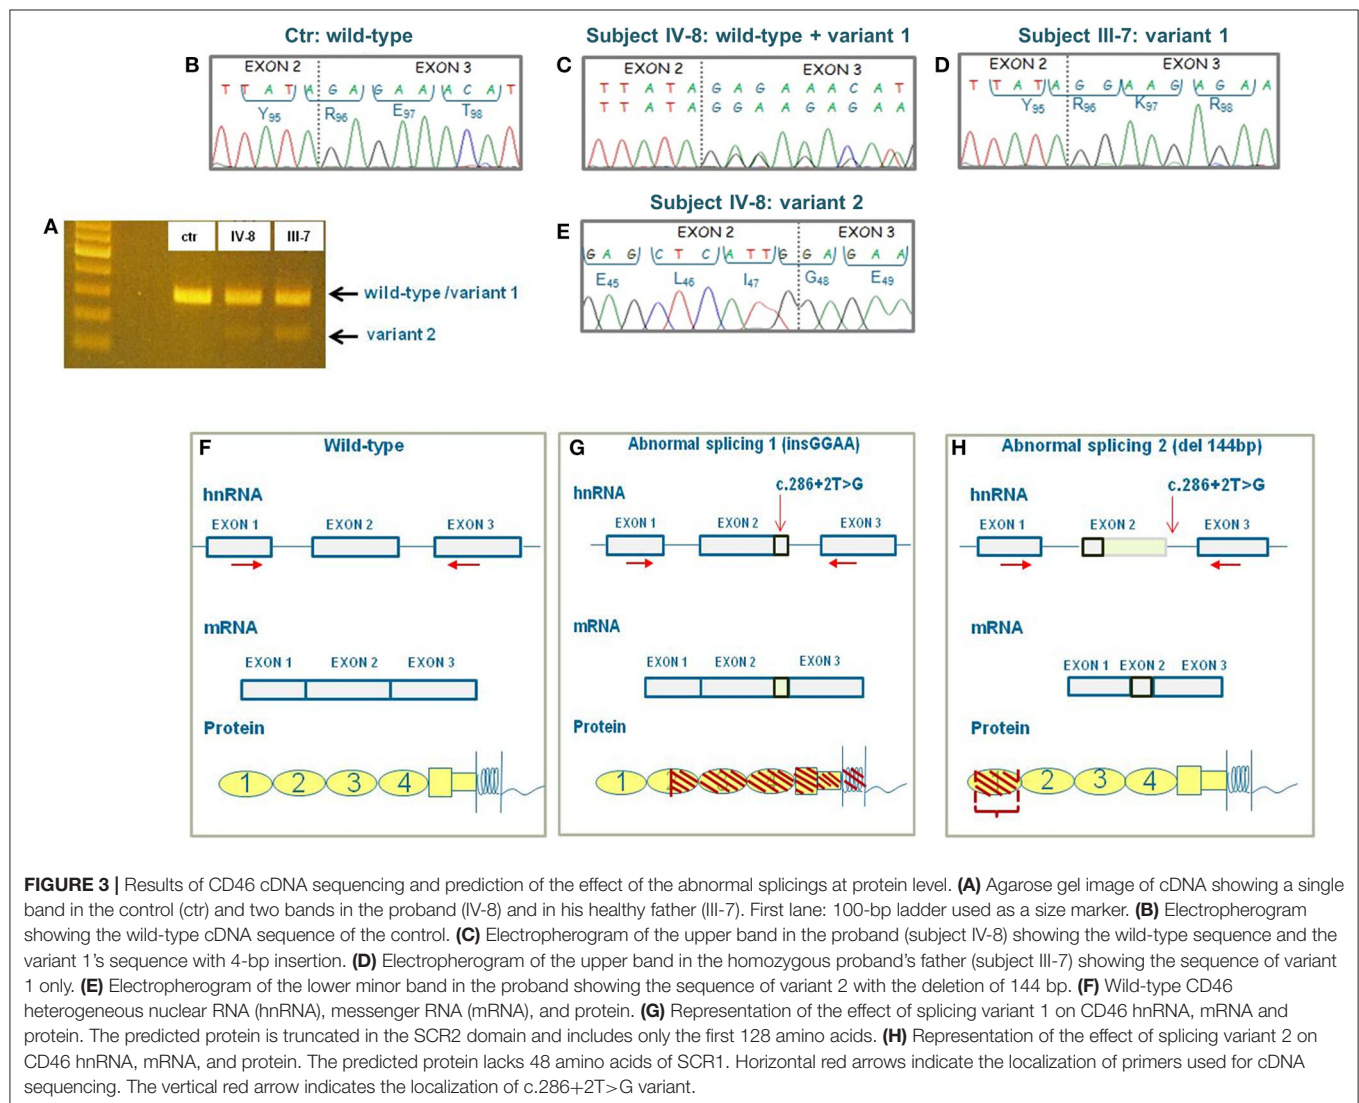 Ctr: wild-type
B
EXON 2 EXON 3
T T A T A G A G A A A C A T
Y95 R96 E97 T98
Subject IV-8: wild-type + variant 1
C
EXON 2 EXON 3
T T A T A G A G A A A C A T
T T A T A G G A A G A G A A
Subject III-7: variant 1
D
EXON 2 EXON 3
T T A T A G G A A G A G A A
Y95 R96 K97 R98
A
ctr IV-8 III-7
wild-type/variant 1
variant 2
Subject IV-8: variant 2
E
EXON 2 EXON 3
G A G C T C A T T G G A G A A
E45 L46 I47 G48 E49
F
Wild-type
hnRNA
EXON 1 EXON 2 EXON 3
mRNA
EXON 1 EXON 2 EXON 3
Protein
1 2 3 4
G
Abnormal splicing 1 (insGGAA)
c.286+2T>G
hnRNA
EXON 1 EXON 2 EXON 3
mRNA
EXON 1 EXON 2 EXON 3
Protein
1 2 3 4
H
Abnormal splicing 2 (del 144bp)
c.286+2T>G
hnRNA
EXON 1 EXON 2 EXON 3
mRNA
EXON 1 EXON 2 EXON 3
Protein
1 2 3 4
FIGURE 3 | Results of CD46 cDNA sequencing and prediction of the effect of the abnormal splicings at protein level. (A) Agarose gel image of cDNA showing a single
band in the control (ctr) and two bands in the proband (IV-8) and in his healthy father (III-7). First lane: 100-bp ladder used as a size marker. (B) Electropherogram
showing the wild-type cDNA sequence of the control. (C) Electropherogram of the upper band in the proband (subject IV-8) showing the wild-type sequence and the
variant 1's sequence with 4-bp insertion. (D) Electropherogram of the upper band in the homozygous proband's father (subject III-7) showing the sequence of variant
1 only. (E) Electropherogram of the lower minor band in the proband showing the sequence of variant 2 with the deletion of 144 bp. (F) Wild-type CD46
heterogeneous nuclear RNA (hnRNA), messenger RNA (mRNA), and protein. (G) Representation of the effect of splicing variant 1 on CD46 hnRNA, mRNA and
protein. The predicted protein is truncated in the SCR2 domain and includes only the first 128 amino acids. (H) Representation of the effect of splicing variant 2 on
CD46 hnRNA, mRNA, and protein. The predicted protein lacks 48 amino acids of SCR1. Horizontal red arrows indicate the localization of primers used for cDNA
sequencing. The vertical red arrow indicates the localization of c.286+2T>G variant.